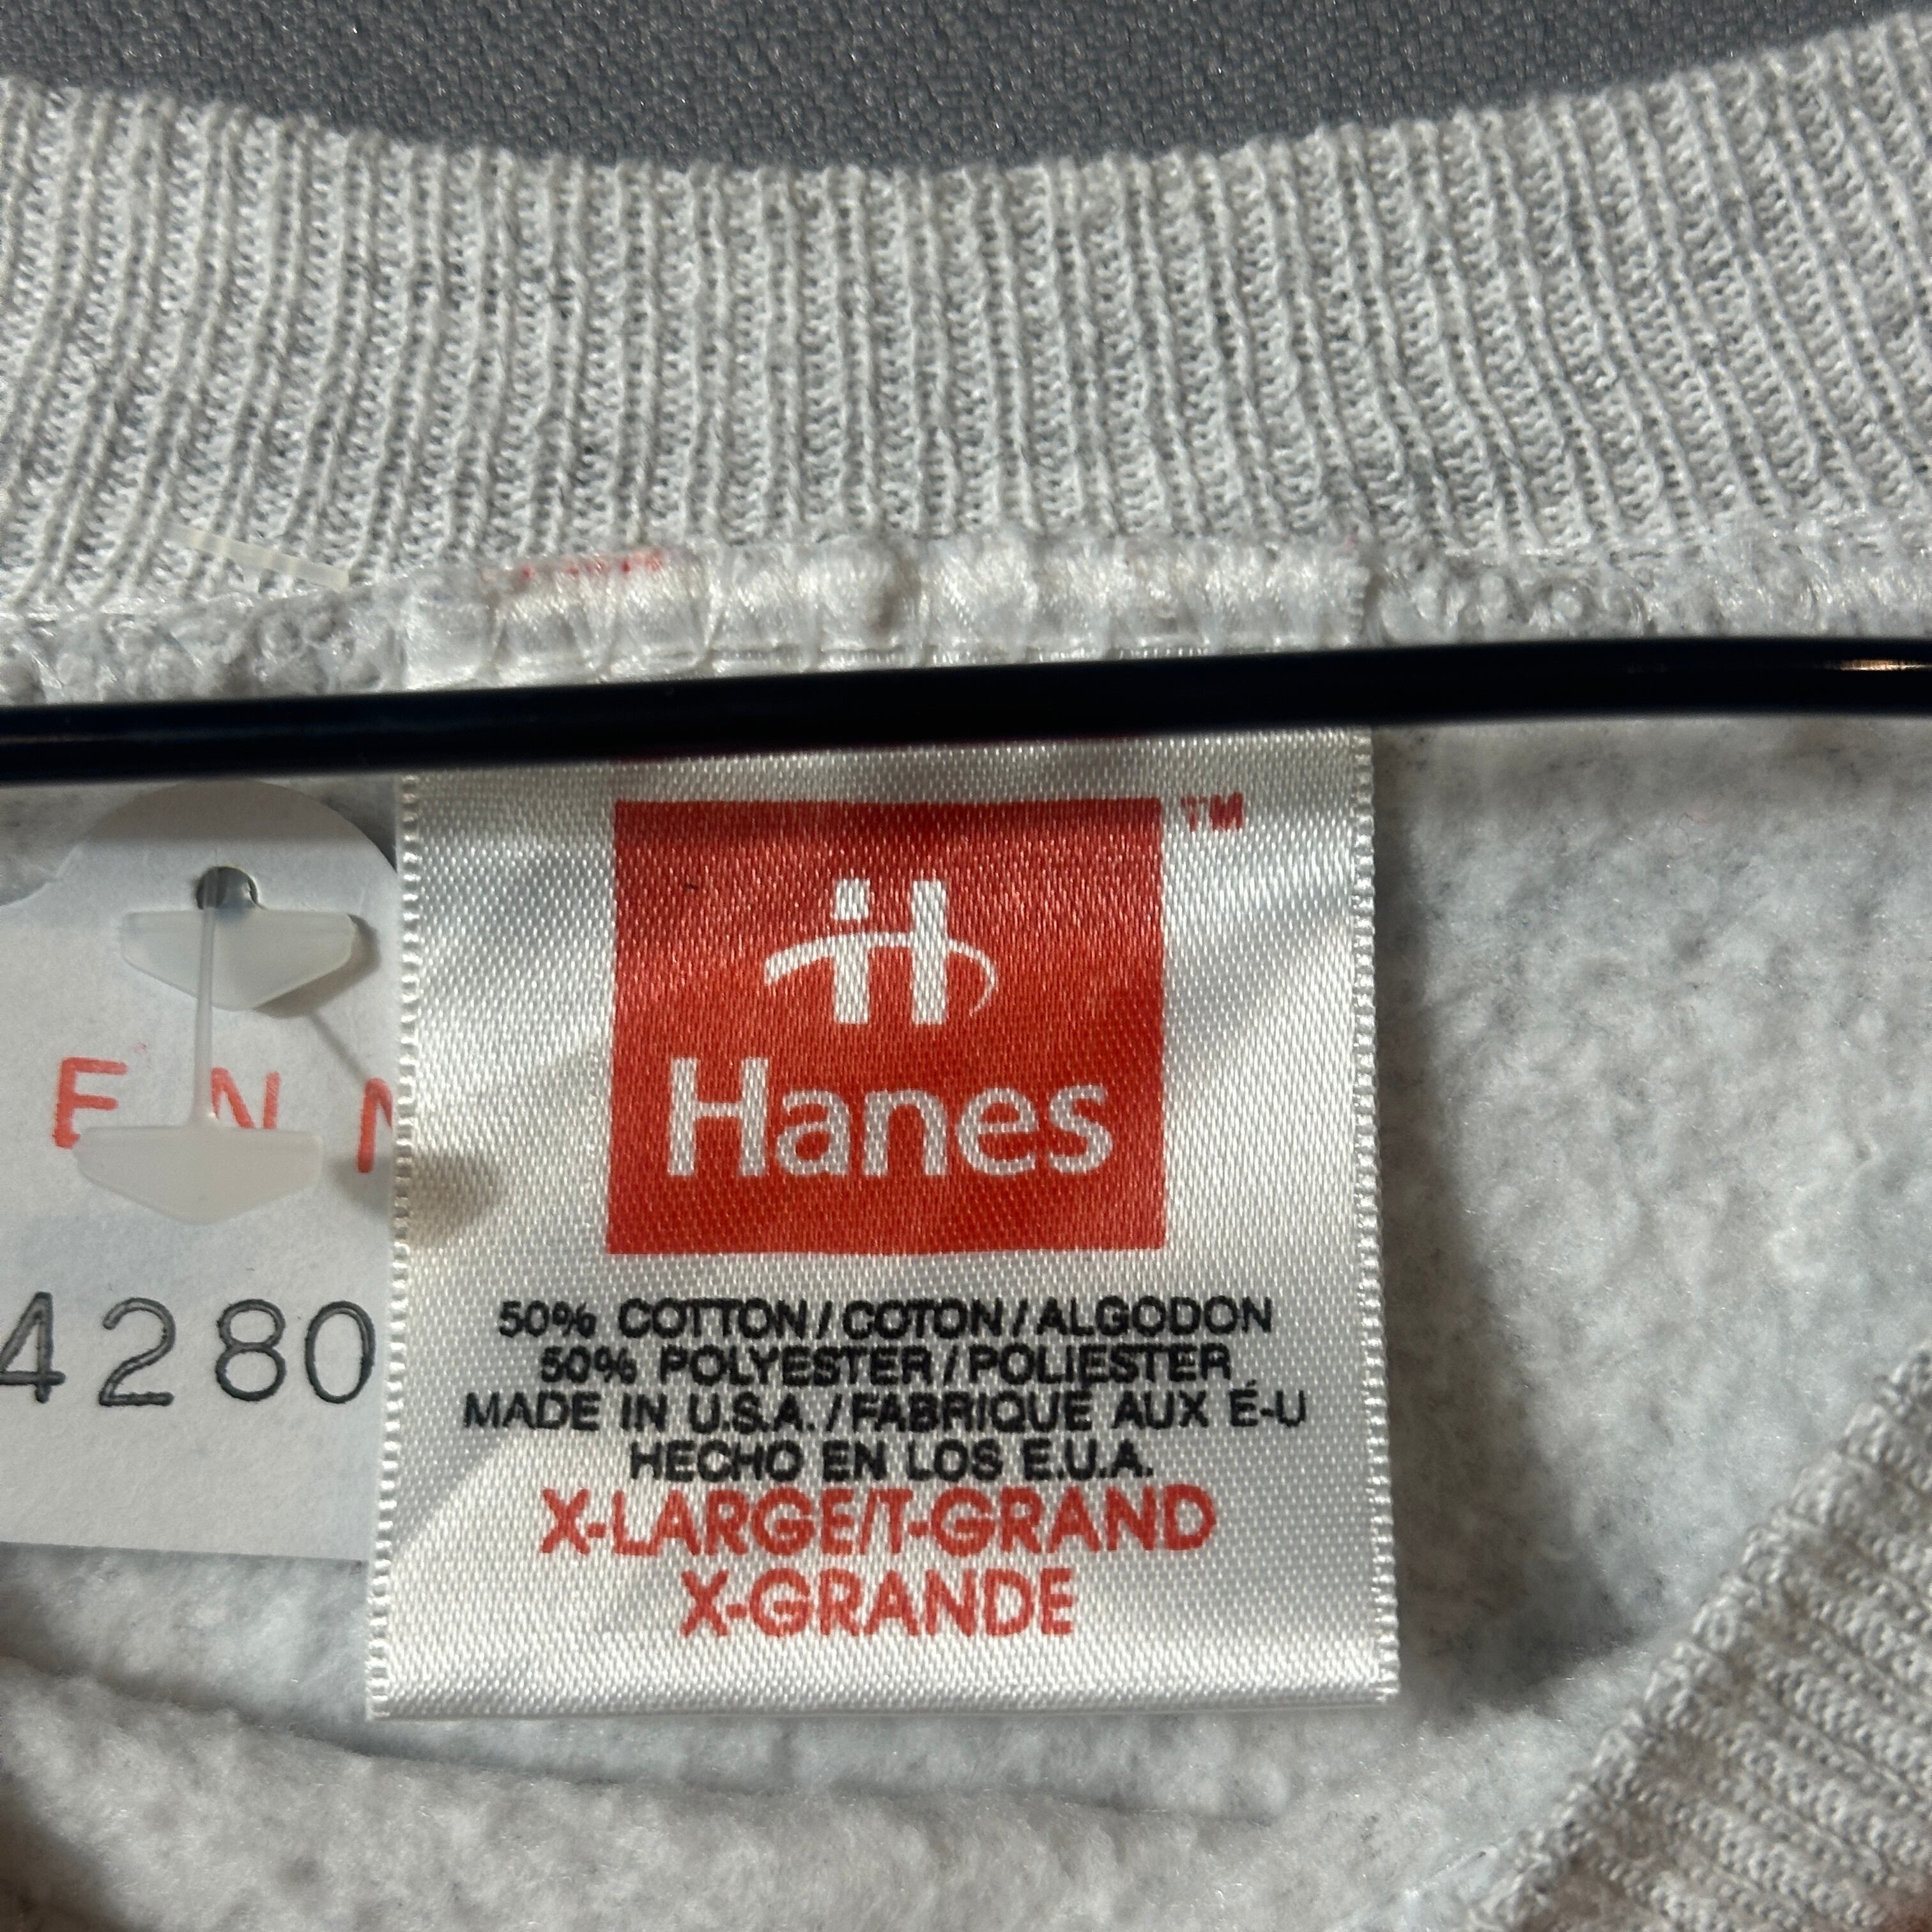 TM
Hanes
50% COTTON/COTON/ALGODON
50% POLYESTER/POLIESTER
MADE IN U.S.A./FABRIQUE AUX É-U
HECHO EN LOS E.U.A.
X-LARGE/T-GRAND
X-GRANDE
E N N
4280